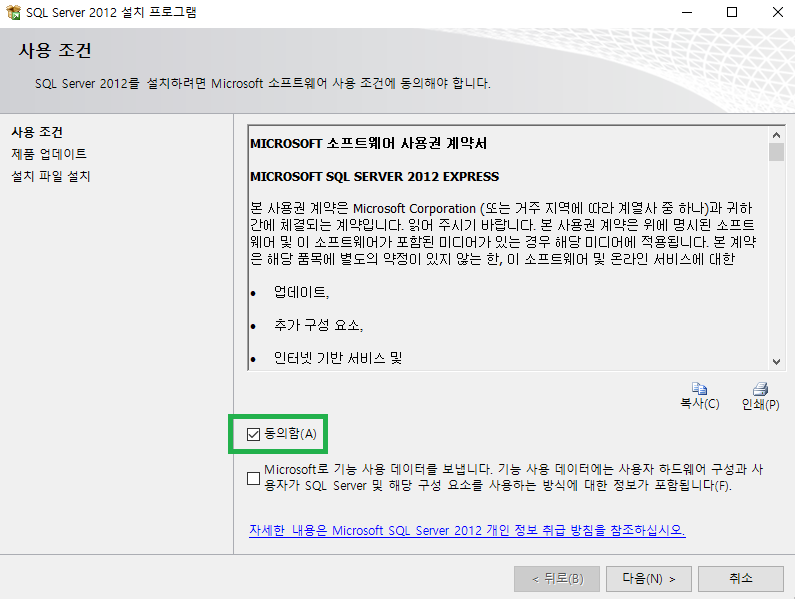 SQL Server 2012 설치 프로그램
사용 조건
SQL Server 2012를 설치하려면 Microsoft 소프트웨어 사용 조건에 동의해야 합니다.
사용 조건
제품 업데이트
설치 파일 설치
MICROSOFT 소프트웨어 사용권 계약서
MICROSOFT SQL SERVER 2012 EXPRESS
본 사용권 계약은 Microsoft Corporation (또는 거주 지역에 따라 계열사 중 하나)과 귀하
간에 체결되는 계약입니다. 읽어 주시기 바랍니다. 본 사용권 계약은 위에 명시된 소프트
웨어 및 이 소프트웨어가 포함된 미디어가 있는 경우 해당 미디어에 적용됩니다. 본 계약
은 해당 품목에 별도의 약정이 있지 않는 한, 이 소프트웨어 및 온라인 서비스에 대한
• 업데이트,
• 추가 구성 요소,
• 인터넷 기반 서비스 및
복사(C)
인쇄(P)
동의함(A)
Microsoft로 기능 사용 데이터를 보냅니다. 기능 사용 데이터에는 사용자 하드웨어 구성과 사
용자가 SQL Server 및 해당 구성 요소를 사용하는 방식에 대한 정보가 포함됩니다(F).
자세한 내용은 Microsoft SQL Server 2012 개인 정보 취급 방침을 참조하십시오.
< 뒤로(B)
다음(N) >
취소